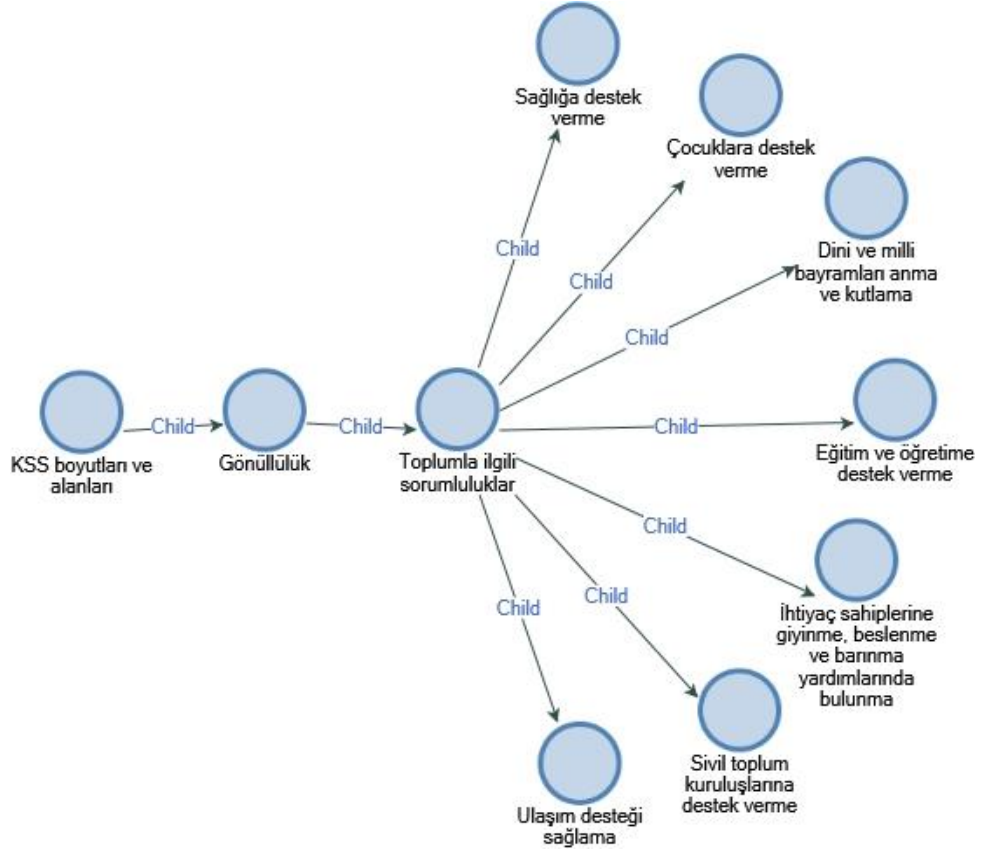 Sağlığa destek
verme
Çocuklara destek
verme
Dini ve milli
bayramları anma
ve kutlama
Child
Child
Child
KSS boyutları ve
alanları
Child
Gönüllülük
Child
Toplumla ilgili
sorumluluklar
Child
Eğitim ve öğretime
destek verme
Child
İhtiyaç sahiplerine
giyinme, beslenme
ve barınma
yardımlarında
bulunma
Child
Child
Sivil toplum
kuruluşlarına
destek verme
Ulaşım desteği
sağlama